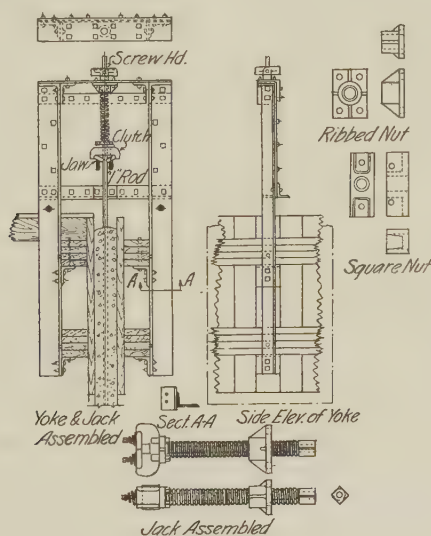 Screw Hd.
Clutch
Jaw
1" Rod
Ribbed Nut
A A
Square Nut
Yoke & Jack
Assembled
Sect. A-A
Side Elev. of Yoke
Jack Assembled